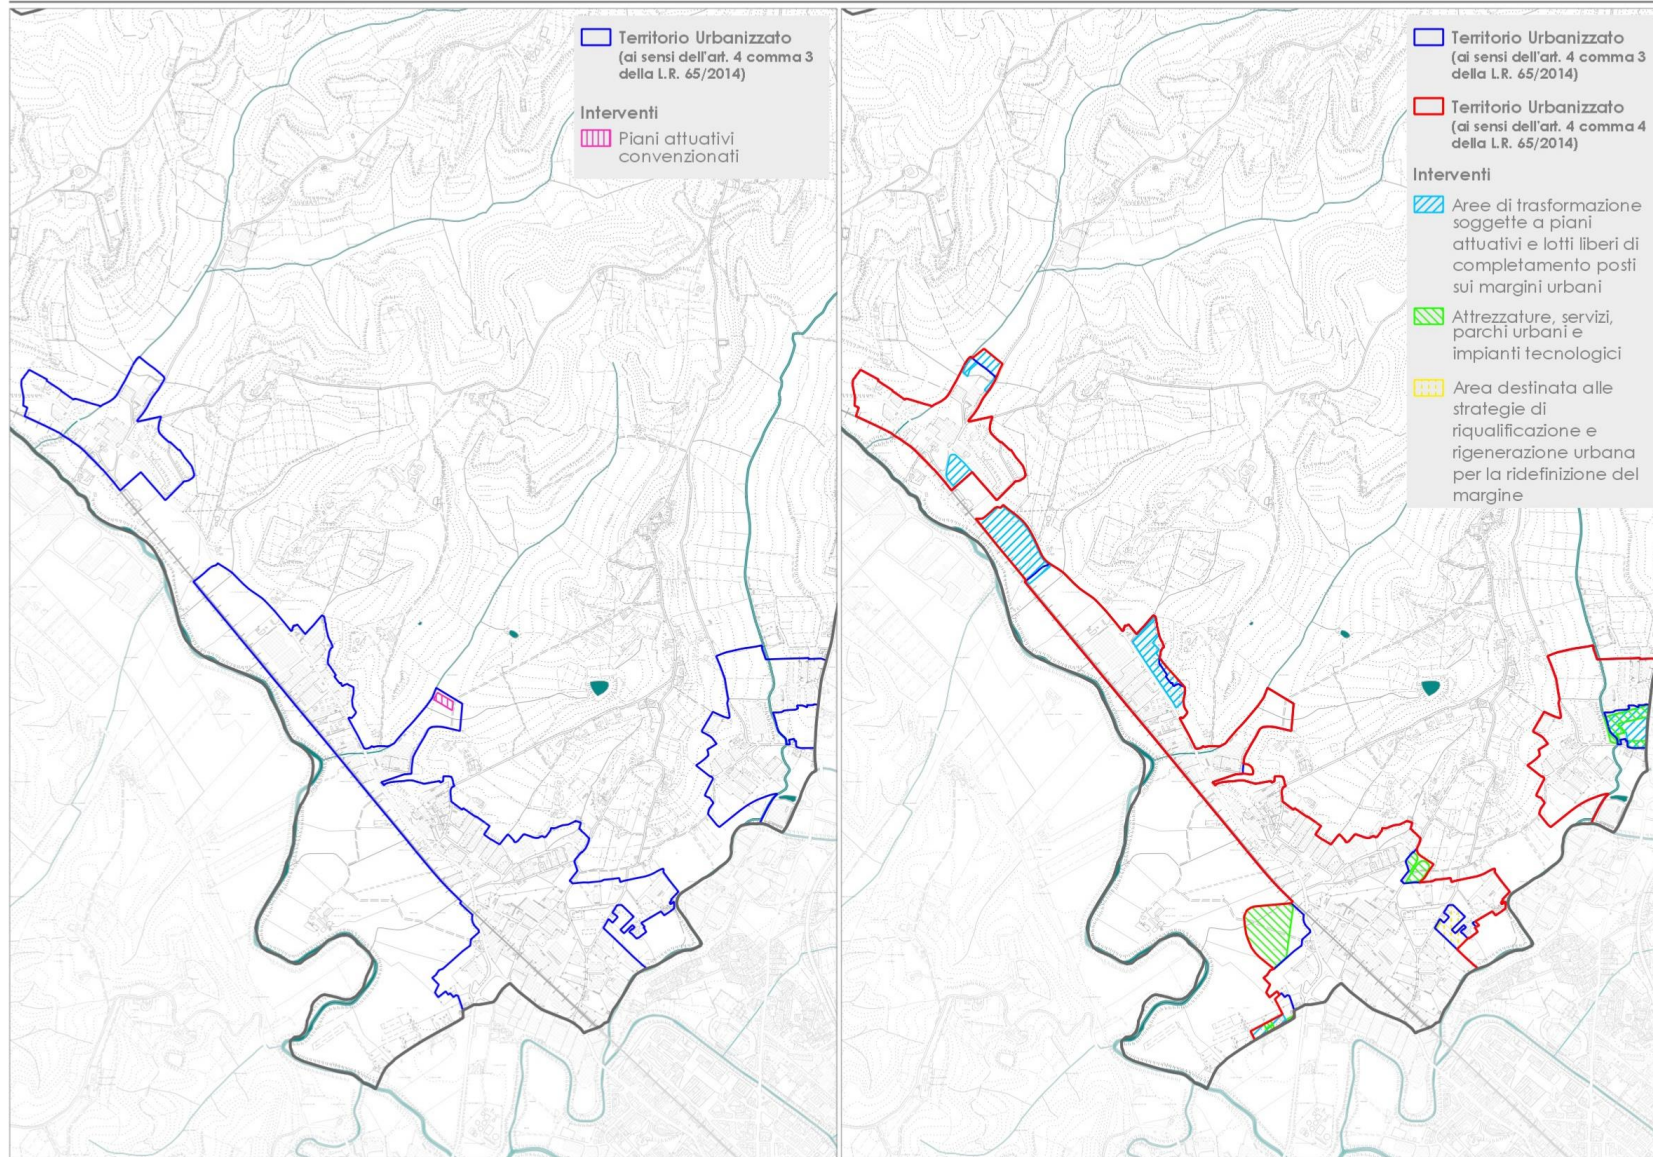 Territorio Urbanizzato
(ai sensi dell'art. 4 comma 3
della L.R. 65/2014)
Interventi
Piani attuativi
convenzionati
Territorio Urbanizzato
(ai sensi dell'art. 4 comma 3
della L.R. 65/2014)
Territorio Urbanizzato
(ai sensi dell'art. 4 comma 4
della L.R. 65/2014)
Interventi
Aree di trasformazione
soggette a piani
attuativi e lotti liberi di
completamento posti
sui margini urbani
Attrezzature, servizi,
parchi urbani e
impianti tecnologici
Area destinata alle
strategie di
riqualificazione e
rigenerazione urbana
per la ridefinizione del
margine